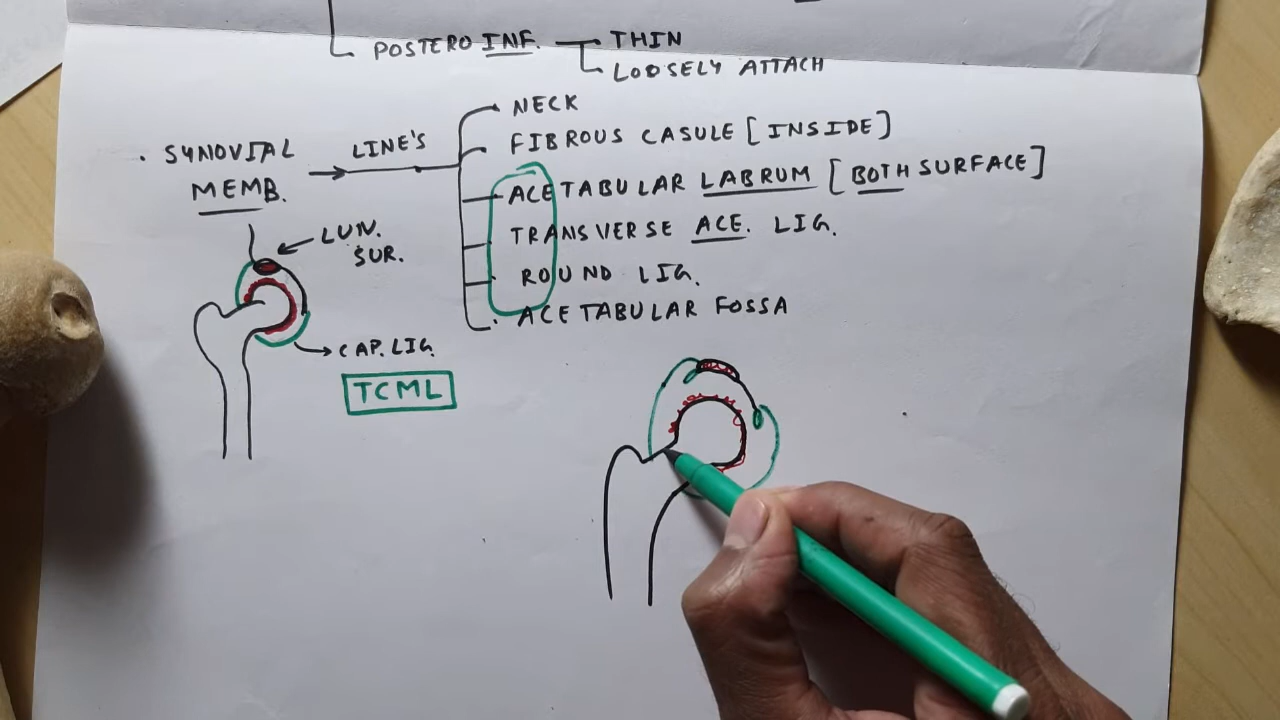 POSTERO INF. THIN
LOOSELY ATTACH
NECK
FIBROUS CASULE [INSIDE]
ACETABULAR LABRUM [BOTH SURFACE]
TRANSVERSE ACE. LIG.
ROUND LIG.
ACETABULAR FOSSA
. SYNOVIAL LINE'S
MEMB.
LUN.
SUR.
CAP. LIG.
TCML